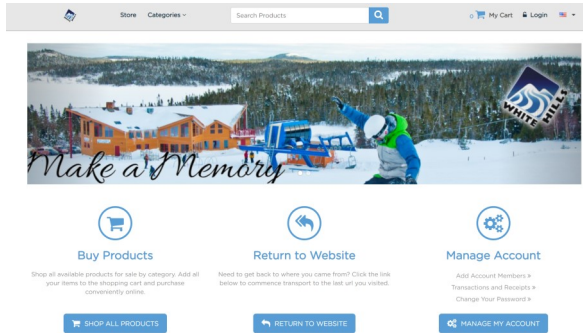 Store Categories Search Products 0 My Cart Login
WHITE HILLS
Make a Memory
Buy Products Return to Website Manage Account
Shop all available products for sale by category. Add all Need to get back to where you came from? Click the link Add Account Members »
your items to the shopping cart and purchase below to commence transport to the last url you visited. Transactions and Receipts »
conveniently online. Change Your Password »
SHOP ALL PRODUCTS RETURN TO WEBSITE MANAGE MY ACCOUNT